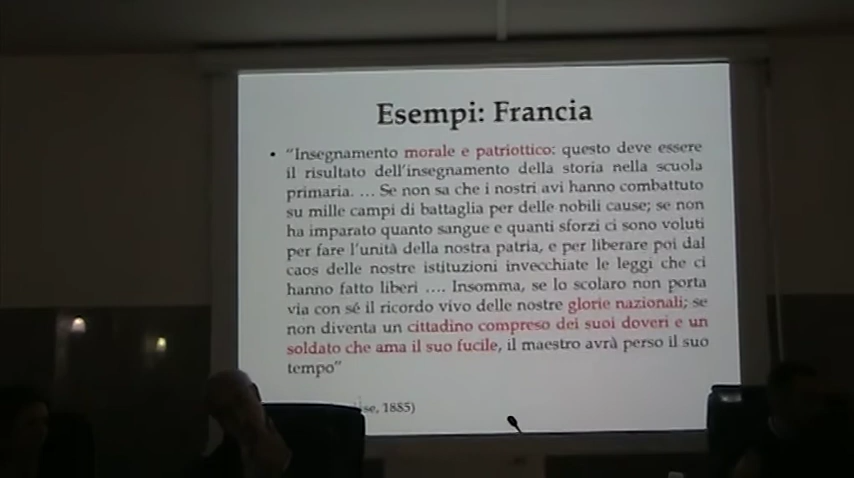 Esempi: Francia
• “Insegnamento morale e patriottico: questo deve essere
il risultato dell’insegnamento della storia nella scuola
primaria. … Se non sa che i nostri avi hanno combattuto
su mille campi di battaglia per delle nobili cause; se non
ha imparato quanto sangue e quanti sforzi ci sono voluti
per fare l’unità della nostra patria, e per liberare poi dal
caos delle nostre istituzioni invecchiate le leggi che ci
hanno fatto liberi …. Insomma, se lo scolaro non porta
via con sé il ricordo vivo delle nostre glorie nazionali; se
non diventa un cittadino compreso dei suoi doveri e un
soldato che ama il suo fucile, il maestro avrà perso il suo
tempo”
1885)